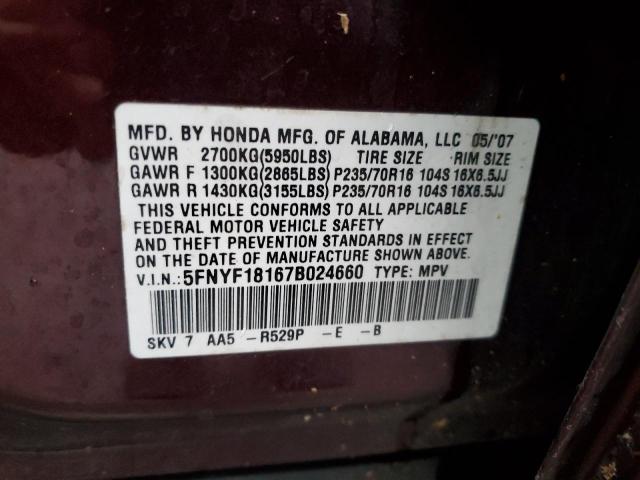 MFD. BY HONDA MFG. OF ALABAMA, LLC 05/'07
GVWR 2700KG(5950LBS) TIRE SIZE RIM SIZE
GAWR F 1300KG(2865LBS) P235/70R16 104S 16X6.5JJ
GAWR R 1430KG(3155LBS) P235/70R16 104S 16X6.5JJ
THIS VEHICLE CONFORMS TO ALL APPLICABLE
FEDERAL MOTOR VEHICLE SAFETY
AND THEFT PREVENTION STANDARDS IN EFFECT
ON THE DATE OF MANUFACTURE SHOWN ABOVE.
V.I.N.: 5FNYF18167B024660 TYPE: MPV
SKV 7 AA5 -R529P -E -B